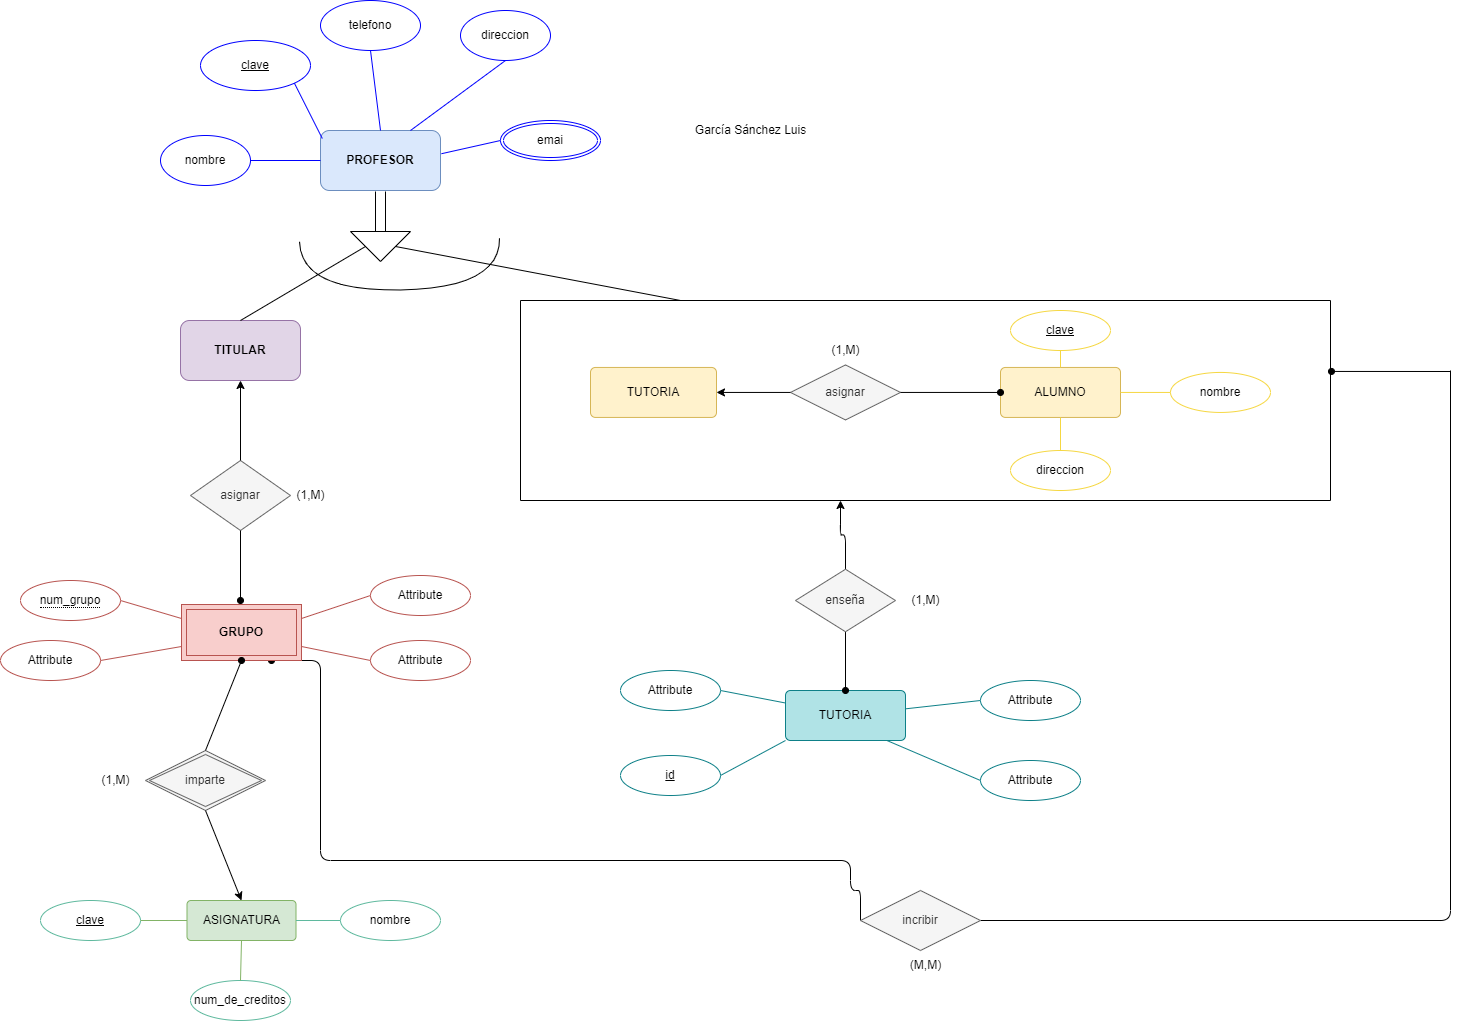 telefono
direccion
clave
García Sánchez Luis
emai
nombre
PROFESOR
clave
TITULAR
(1,M)
TUTORIA
asignar
ALUMNO
nombre
direccion
asignar
(1,M)
num_grupo
Attribute
enseña
(1,M)
GRUPO
Attribute
Attribute
Attribute
Attribute
TUTORIA
id
Attribute
(1,M)
imparte
Attribute
clave
ASIGNATURA
nombre
incribir
(M,M)
num_de_creditos